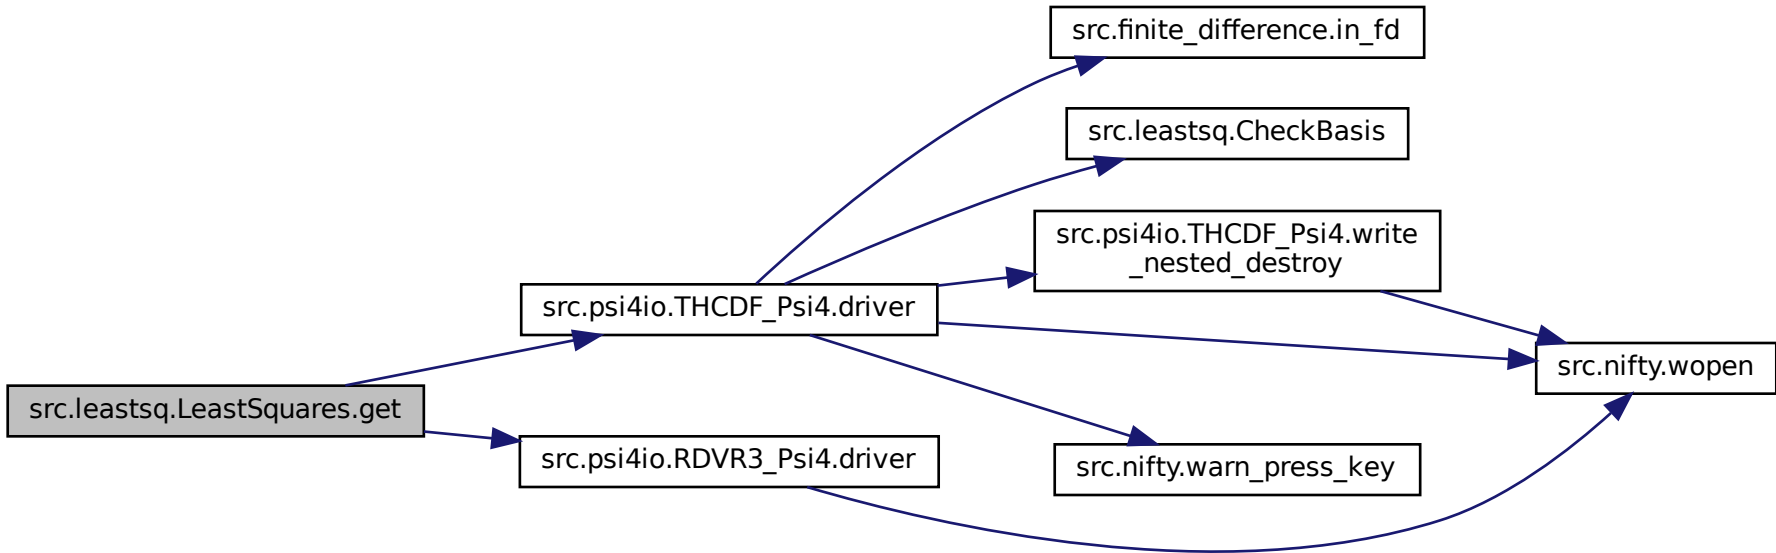 src.finite_difference.in_fd
src.leastsq.CheckBasis
src.psi4io.THCDF_Psi4.write
_nested_destroy
src.psi4io.THCDF_Psi4.driver
src.nifty.wopen
src.leastsq.LeastSquares.get
src.psi4io.RDVR3_Psi4.driver
src.nifty.warn_press_key